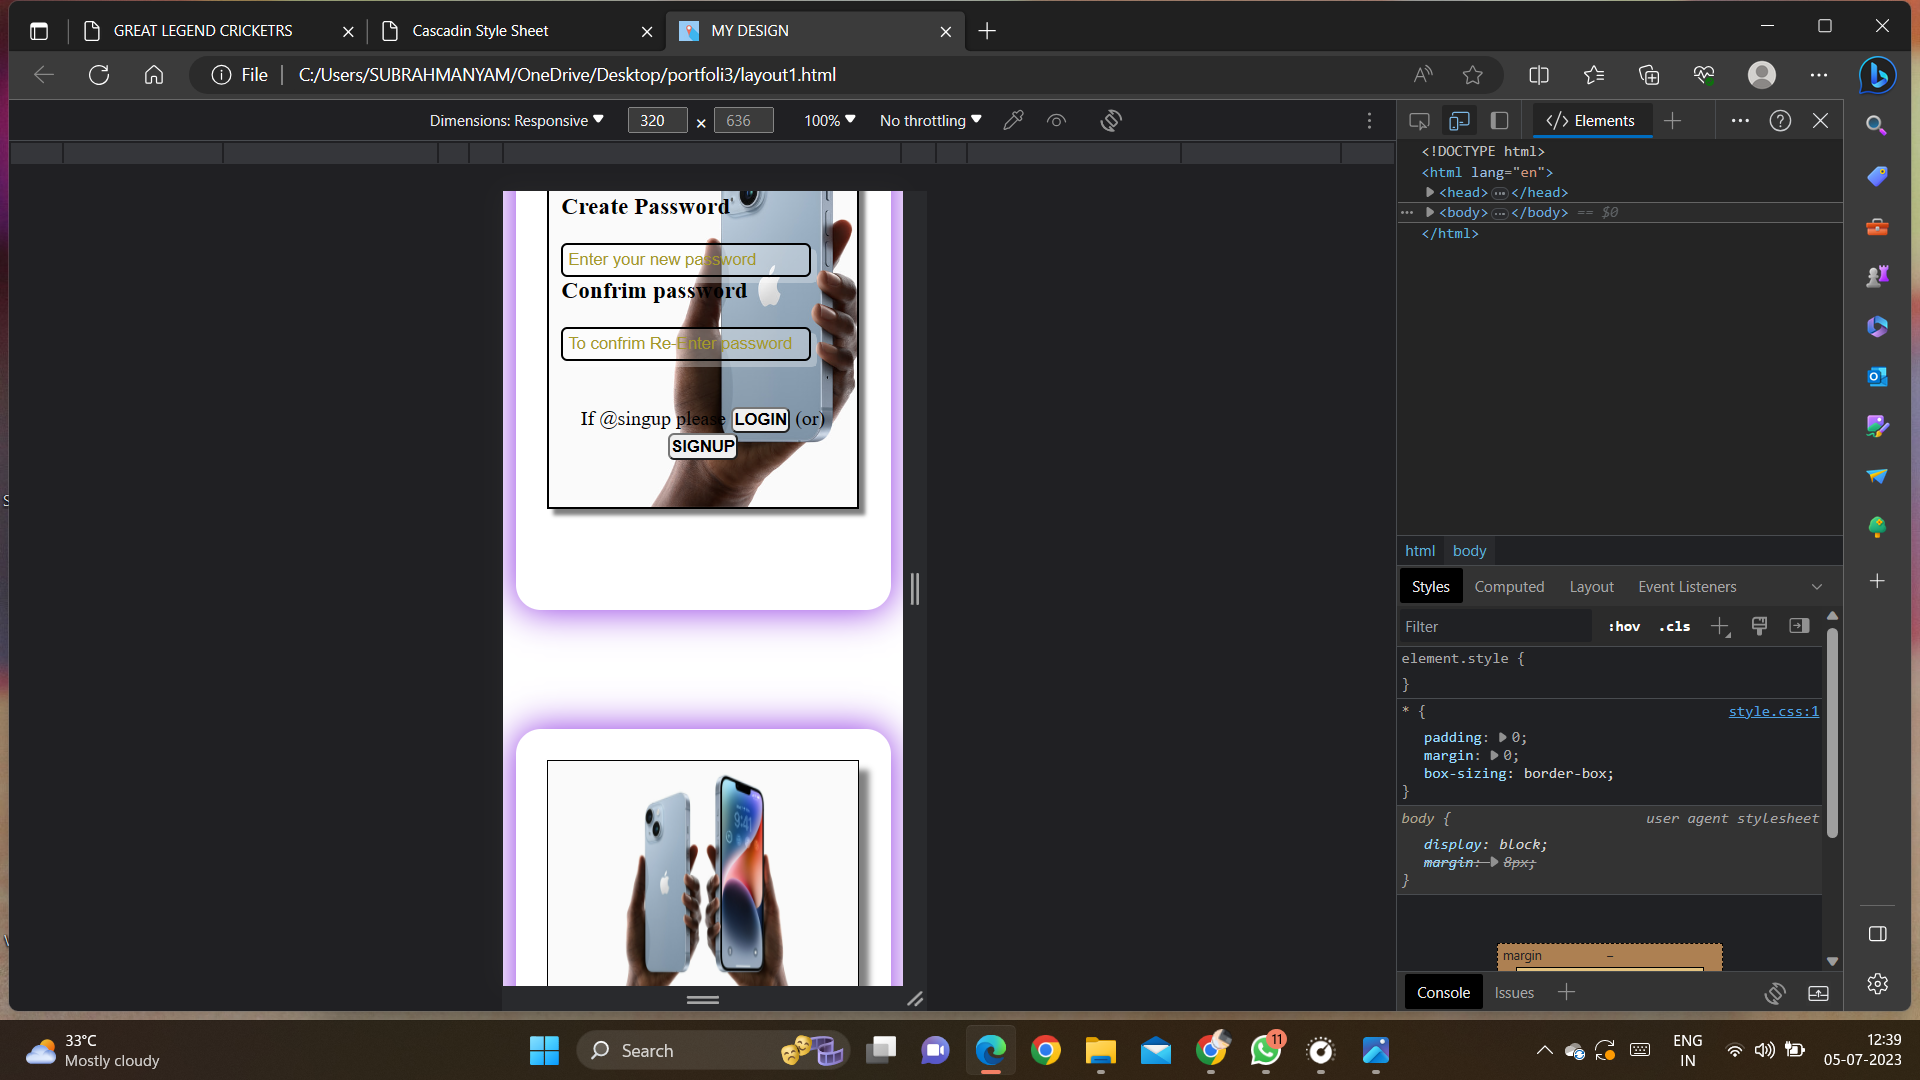 GREAT LEGEND CRICKETRS
Cascadin Style Sheet
MY DESIGN
File
C:/Users/SUBRAHMANYAM/OneDrive/Desktop/portfoli3/layout1.html
Dimensions: Responsive
320 × 636
100%
No throttling
Elements
Create Password
Enter your new password
Confrim password
To confrim Re-Enter password
If @singup please LOGIN (or)
SIGNUP
9:41
<!DOCTYPE html>
<html lang="en">
<head> ••• </head>
••• <body> ••• </body> == $0
</html>
html body
Styles Computed Layout Event Listeners
Filter
:hov .cls
element.style {
}
* {
style.css:1
padding: 0;
margin: 0;
box-sizing: border-box;
}
body {
user agent stylesheet
display: block;
margin: 8px;
}
margin –
Console Issues
33°C
Mostly cloudy
Search
11
ENG
IN
12:39
05-07-2023